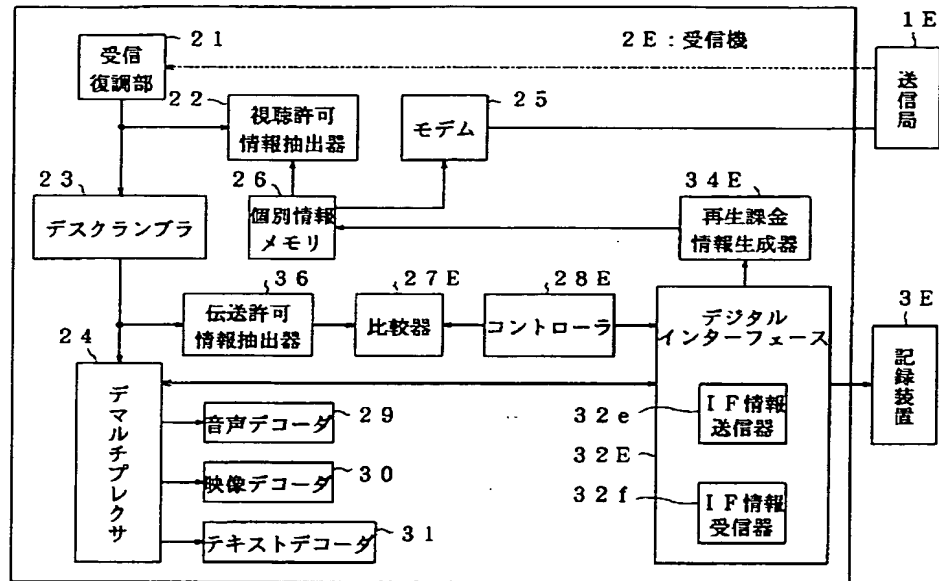 21
受信
復調部
2E：受信機
1E
送信局
22
視聴許可
情報抽出器
25
モデム
23
デスクランブラ
26
個別情報
メモリ
34E
再生課金
情報生成器
36
伝送許可
情報抽出器
27E
比較器
28E
コントローラ
デジタル
インターフェース
3E
記録装置
24
デマルチプレクサ
音声デコーダ
29
映像デコーダ
30
テキストデコーダ
31
32e
IF情報
送信器
32E
32f
IF情報
受信器